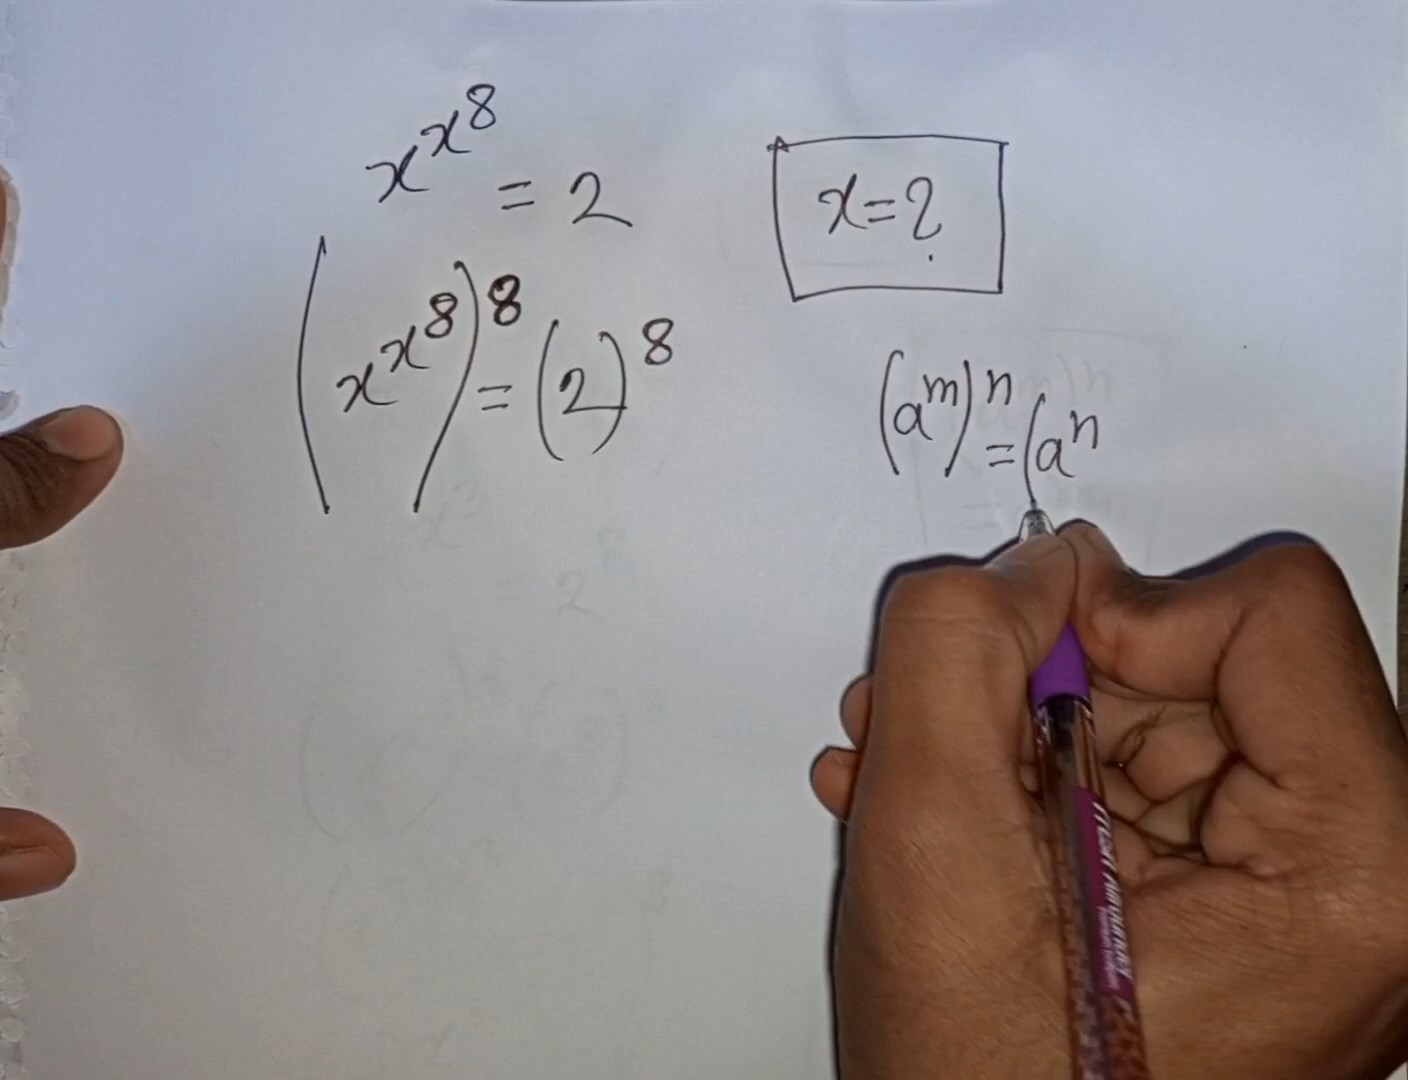 x^{x^8} = 2
x = ?
(x^{x^8})^8 = (2)^8
(a^m)^n = (a^n